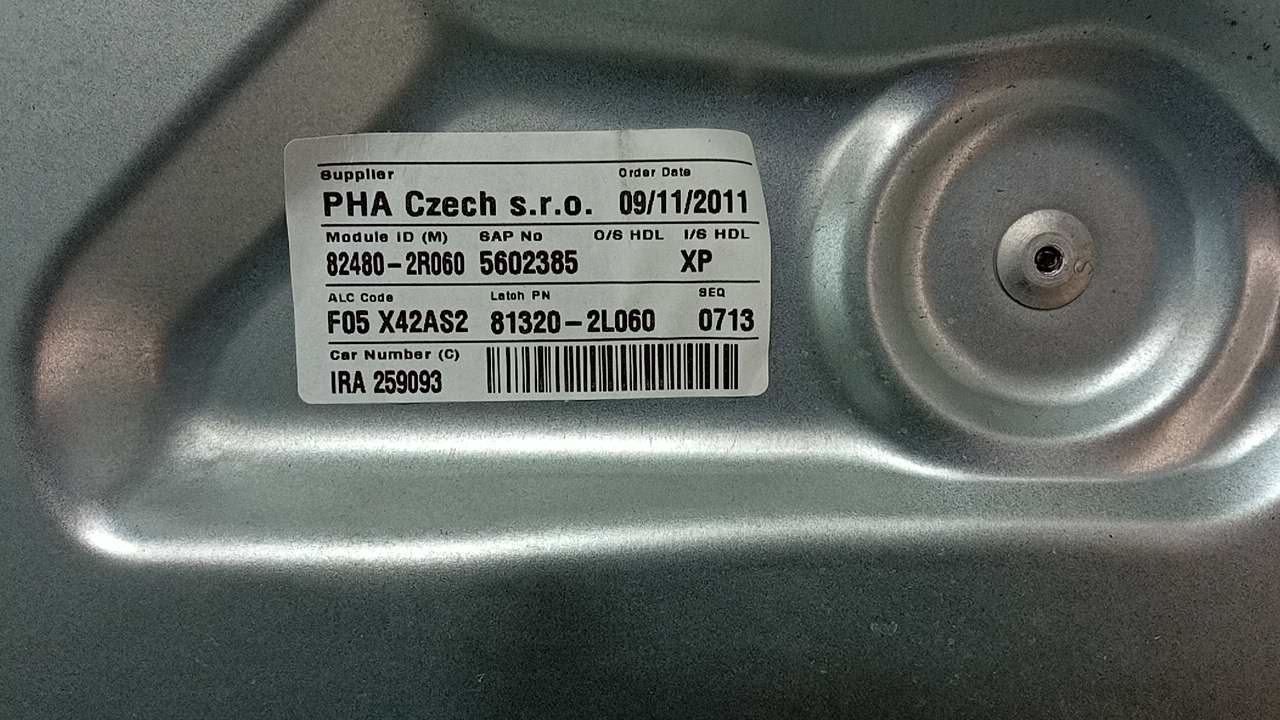 Supplier Order Date
PHA Czech s.r.o. 09/11/2011
Module ID (M) SAP No O/S HDL I/S HDL
82480-2R060 5602385 XP
ALC Code Latch PN SEQ
F05 X42AS2 81320-2L060 0713
Car Number (C)
IRA 259093